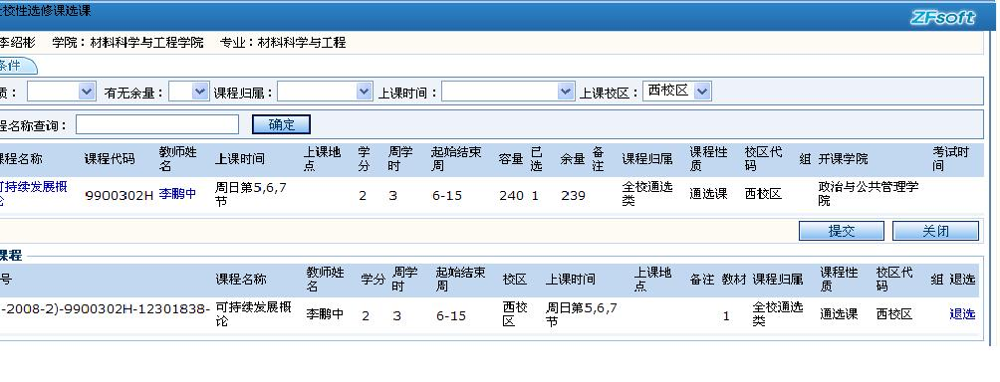 校性选修课选课
ZFsoft
李绍彬 学院：材料科学与工程学院 专业：材料科学与工程
条件
质： 有无余量： 课程归属： 上课时间： 上课校区： 西校区
程名称查询： 确定
课程名称 课程代码 教师姓名 上课时间 上课地点 学分 周学时 起始结束周 容量 已选 余量 备注 课程归属 课程性质 校区代码 组 开课学院 考试时间
可持续发展概论 9900302H 李鹏中 周日第5,6,7节 2 3 6-15 240 1 239 全校通选类 通选课 西校区 政治与公共管理学院
提交 关闭
课程
号 课程名称 教师姓名 学分 周学时 起始结束周 校区 上课时间 上课地点 备注 教材 课程归属 课程性质 校区代码 组 退选
-2008-2)-9900302H-12301838- 可持续发展概论 李鹏中 2 3 6-15 西校区 周日第5,6,7节 1 全校通选类 通选课 西校区 退选